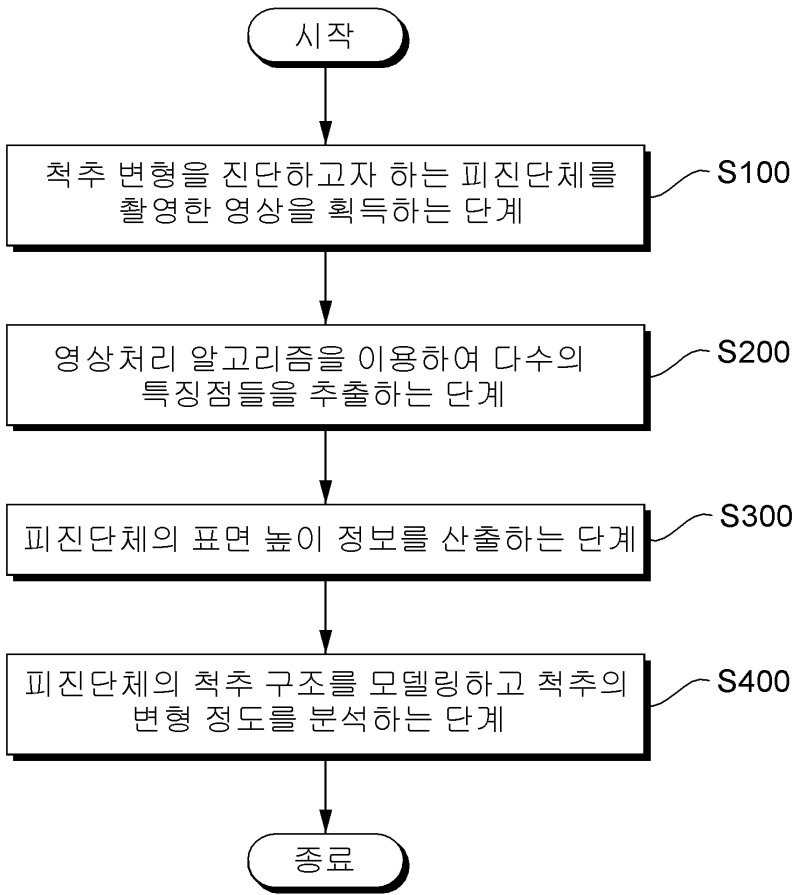 시작
척추 변형을 진단하고자 하는 피진단체를
촬영한 영상을 획득하는 단계
S100
영상처리 알고리즘을 이용하여 다수의
특징점들을 추출하는 단계
S200
피진단체의 표면 높이 정보를 산출하는 단계
S300
피진단체의 척추 구조를 모델링하고 척추의
변형 정도를 분석하는 단계
S400
종료